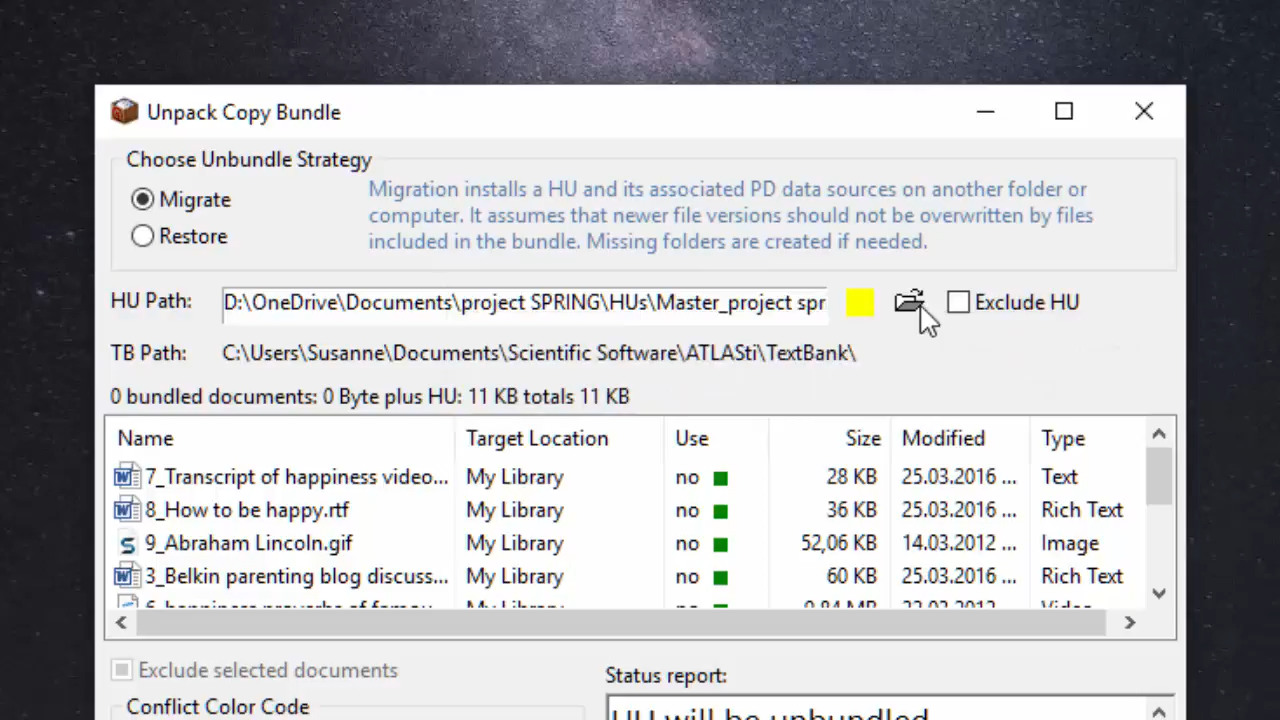 Unpack Copy Bundle
Choose Unbundle Strategy
Migrate
Restore
Migration installs a HU and its associated PD data sources on another folder or
computer. It assumes that newer file versions should not be overwritten by files
included in the bundle. Missing folders are created if needed.
HU Path: D:\OneDrive\Documents\project SPRING\HUs\Master_project spr Exclude HU
TB Path: C:\Users\Susanne\Documents\Scientific Software\ATLASti\TextBank\
0 bundled documents: 0 Byte plus HU: 11 KB totals 11 KB
Name Target Location Use Size Modified Type
7_Transcript of happiness video... My Library no 28 KB 25.03.2016 ... Text
8_How to be happy.rtf My Library no 36 KB 25.03.2016 ... Rich Text
9_Abraham Lincoln.gif My Library no 52,06 KB 14.03.2012 ... Image
3_Belkin parenting blog discuss... My Library no 60 KB 25.03.2016 ... Rich Text
Exclude selected documents
Conflict Color Code
Status report:
HU will be unbundled